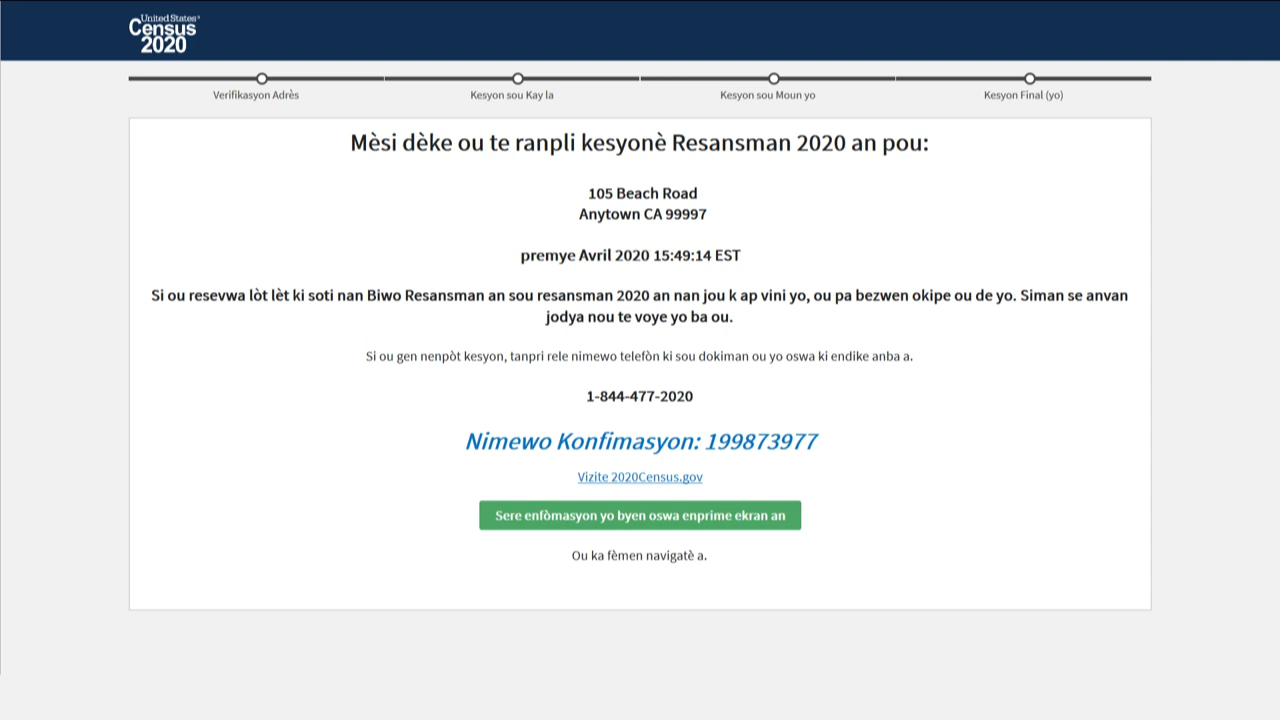 United States®
Census
2020
Verifikasyon Adrès
Kesyon sou Kay la
Kesyon sou Moun yo
Kesyon Final (yo)
Mèsi dèke ou te ranpli kesyonè Resansman 2020 an pou:
105 Beach Road
Anytown CA 99997
premye Avril 2020 15:49:14 EST
Si ou resevwa lòt lèt ki soti nan Biwo Resansman an sou resansman 2020 an nan jou k ap vini yo, ou pa bezwen okipe ou de yo. Siman se anvan
jodya nou te voye yo ba ou.
Si ou gen nenpòt kesyon, tanpri rele nimewo telefòn ki sou dokiman ou yo oswa ki endike anba a.
1-844-477-2020
Nimewo Konfimasyon: 199873977
Vizite 2020Census.gov
Sere enfòmasyon yo byen oswa enprime ekran an
Ou ka fèmen navigatè a.